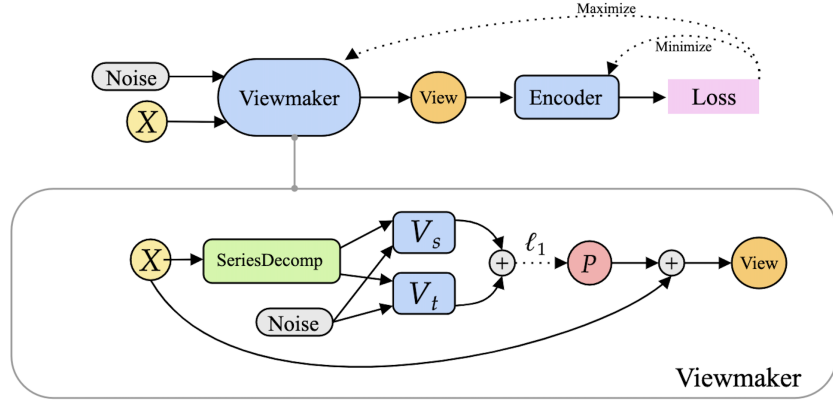 Maximize
Minimize
Noise
X
Viewmaker
View
Encoder
Loss
X
SeriesDecomp
Noise
V_s
V_t
+
ℓ_1
P
+
View
Viewmaker